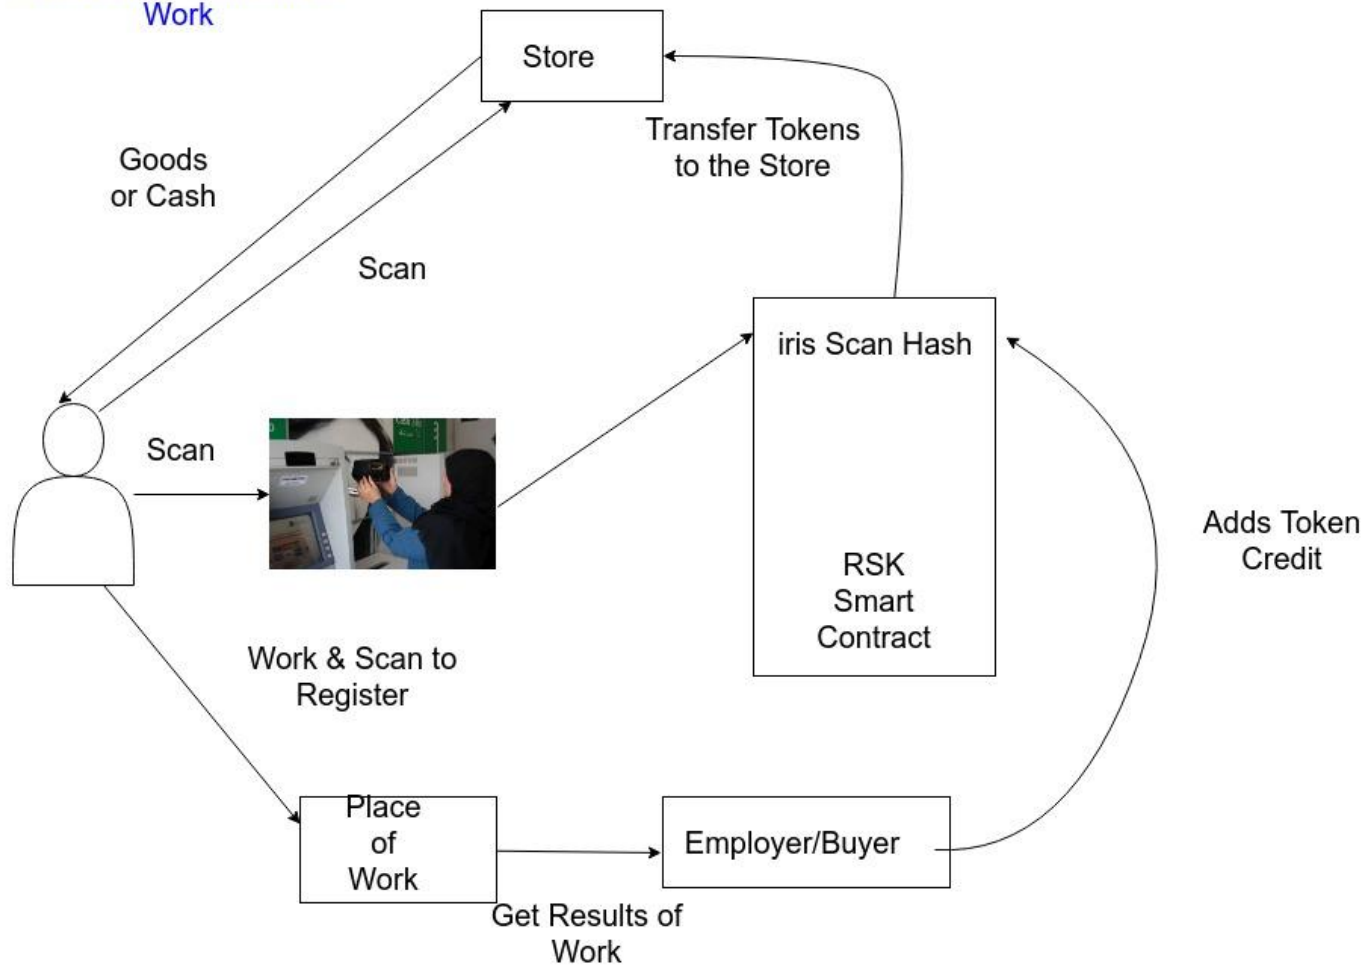 Work
Store
Transfer Tokens
to the Store
Goods
or Cash
Scan
iris Scan Hash
Scan
Adds Token
Credit
RSK
Smart
Contract
Work & Scan to
Register
Place
of
Work
Employer/Buyer
Get Results of
Work